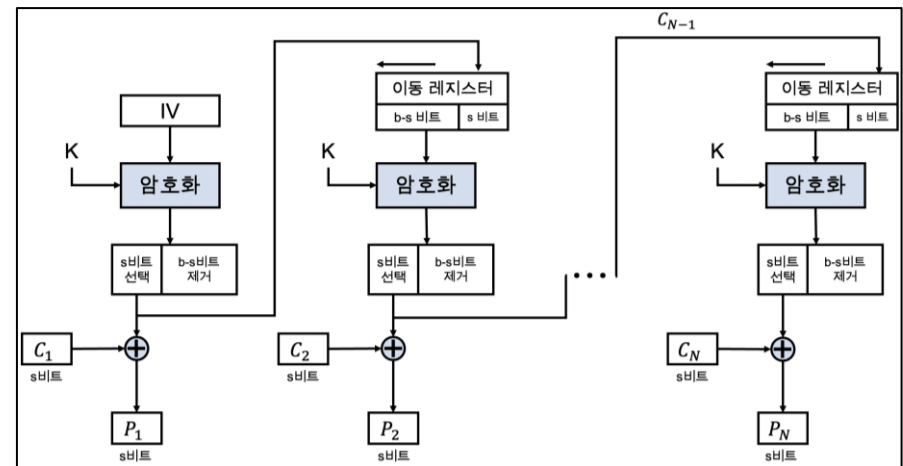 C_{N-1}
이동 레지스터
b-s 비트
s 비트
이동 레지스터
b-s 비트
s 비트
IV
K
암호화
K
암호화
K
암호화
s비트
선택
b-s비트
제거
s비트
선택
b-s비트
제거
s비트
선택
b-s비트
제거
C_1
s비트
C_2
s비트
C_N
s비트
P_1
s비트
P_2
s비트
P_N
s비트